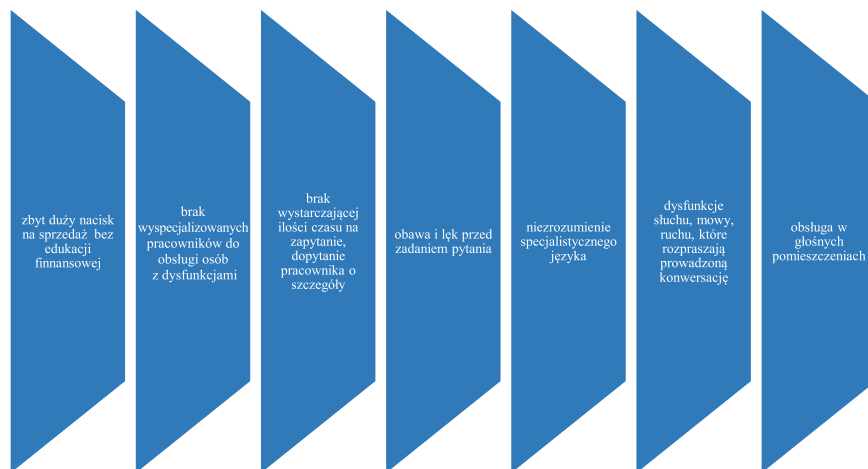 zbyt duży nacisk
na sprzedaż bez
edukacji
finnansowej
brak
wyspecjalizowanych
pracowników do
obsługi osób
z dysfunkcjami
brak
wystarczającej
ilości czasu na
zapytanie,
dopytanie
pracownika o
szczegóły
obawa i lęk przed
zadaniem pytania
niezrozumienie
specjalistycznego
języka
dysfunkcje
słuchu, mowy,
ruchu, które
rozpraszają
prowadzoną
konwersację
obsługa w
głośnych
pomieszczeniach